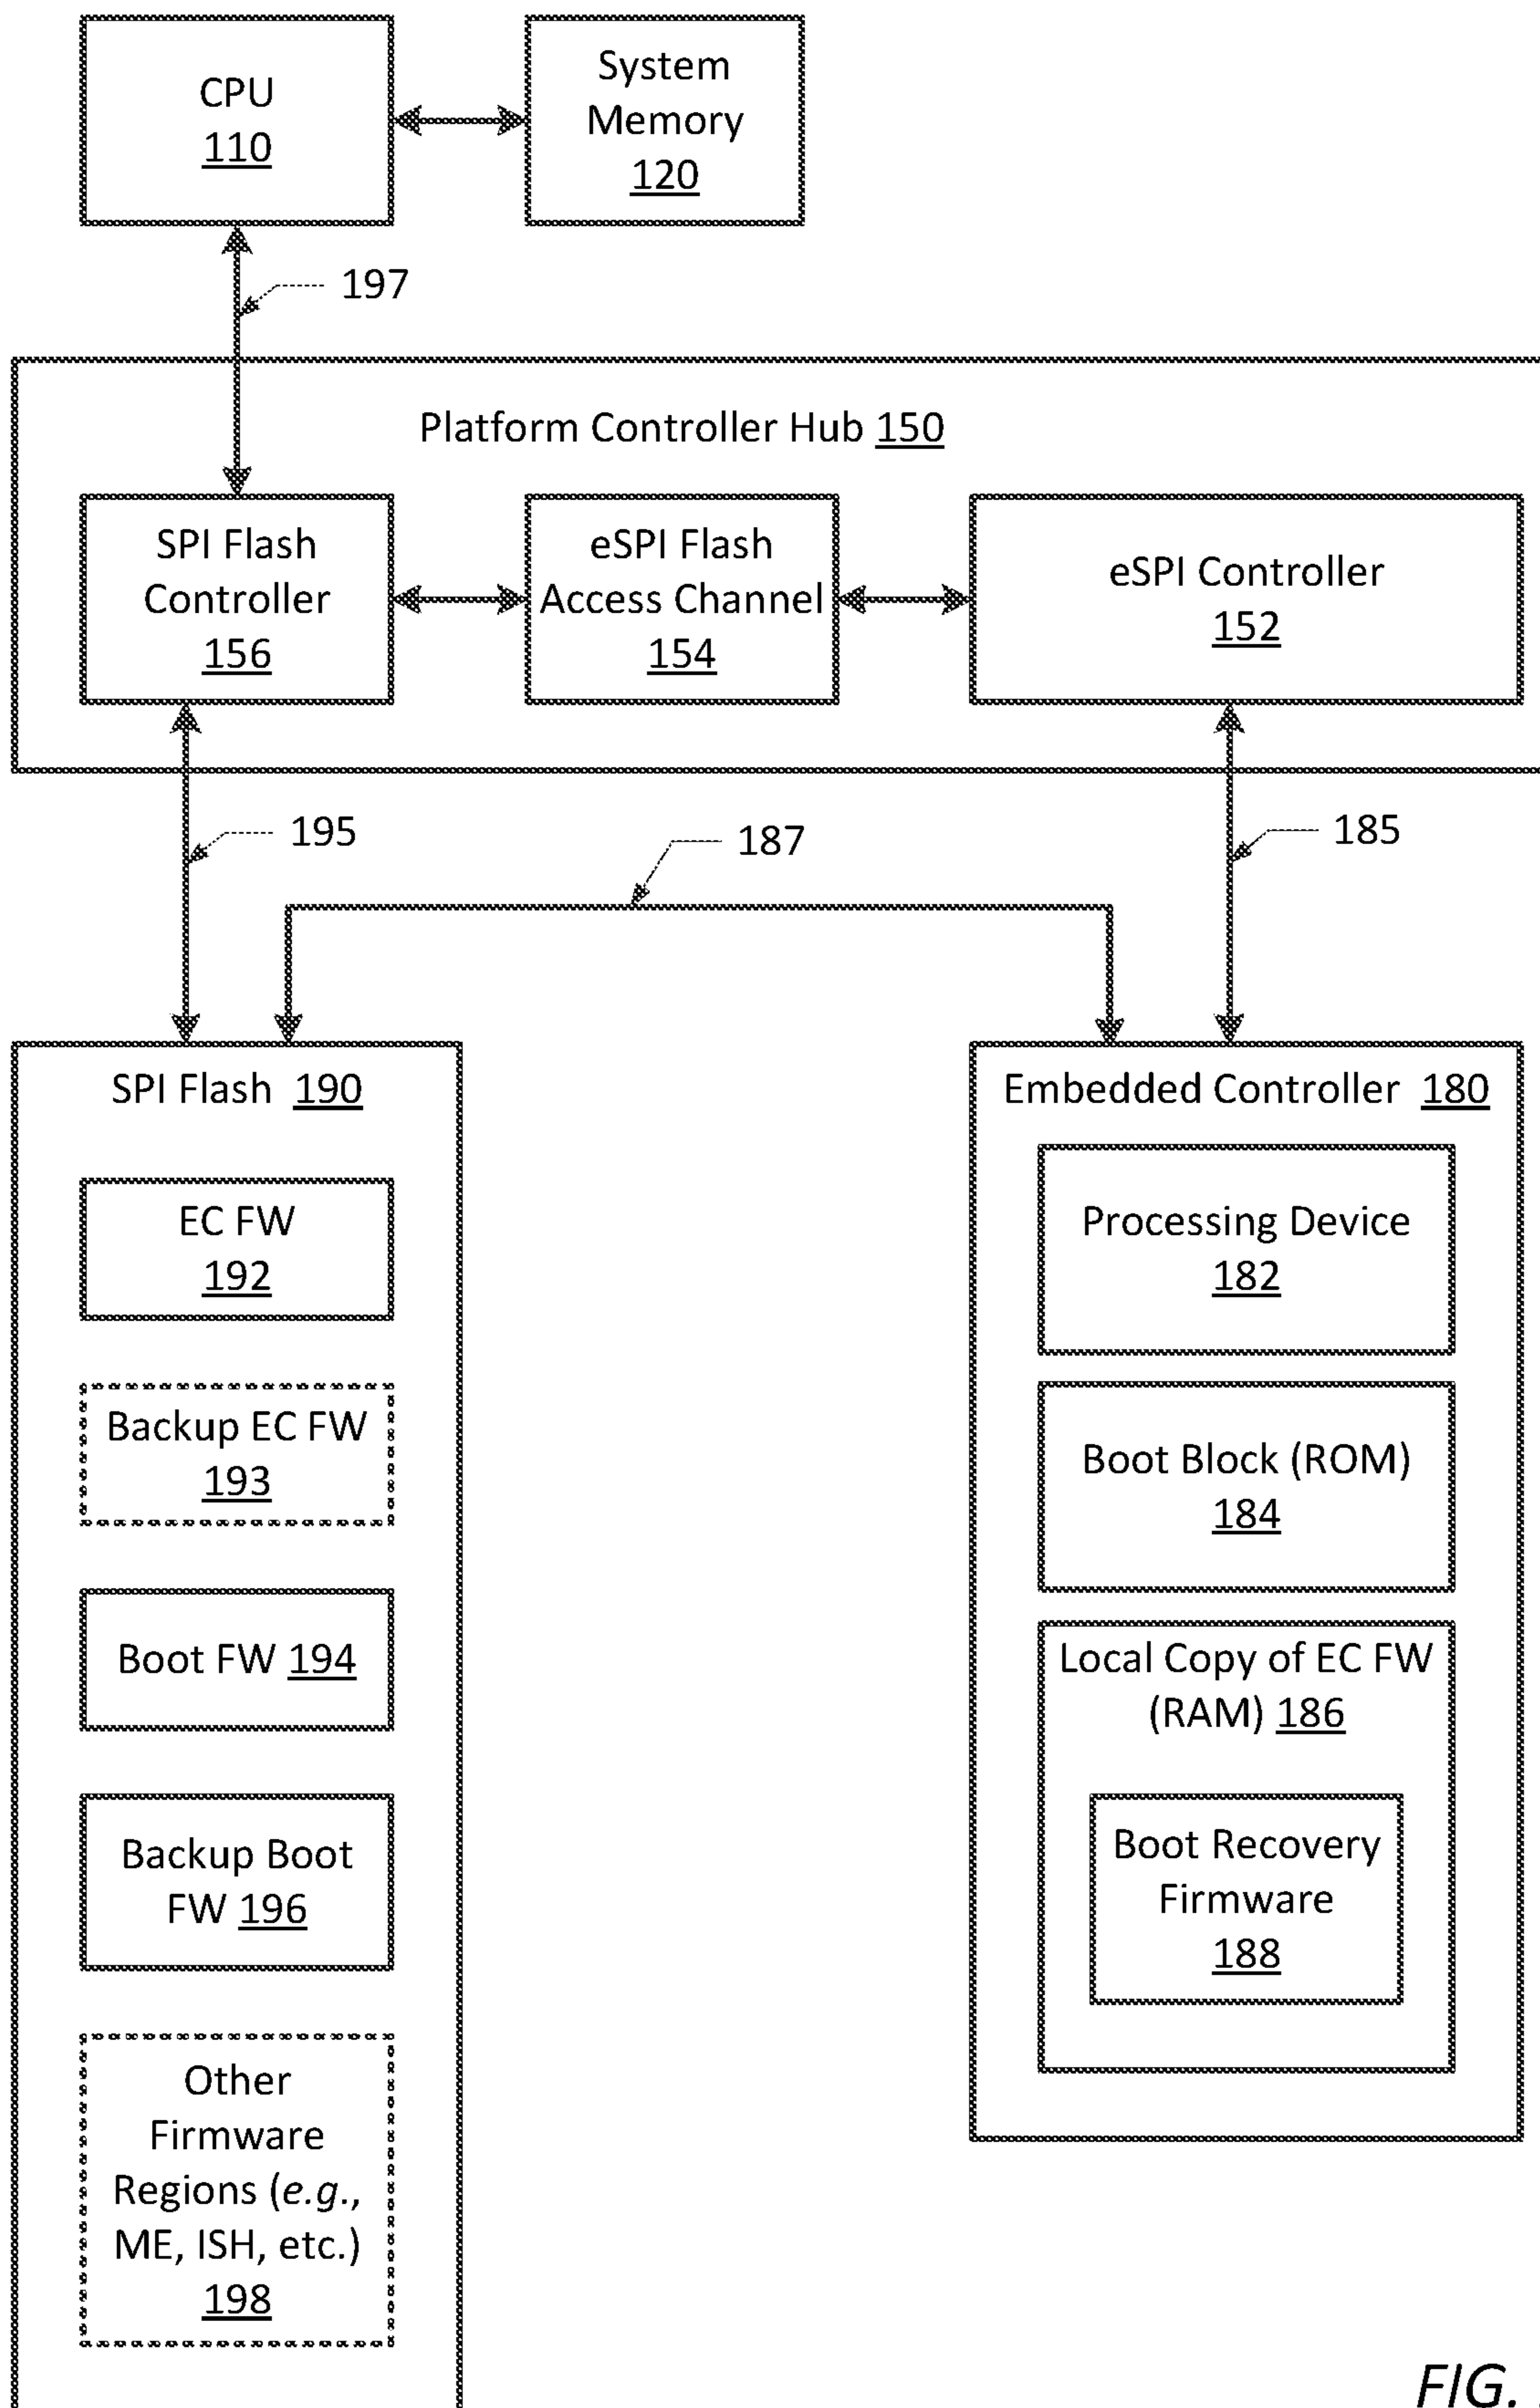 CPU
110
System
Memory
120
197
Platform Controller Hub 150
SPI Flash
Controller
156
eSPI Flash
Access Channel
154
eSPI Controller
152
195
187
185
SPI Flash 190
EC FW
192
Backup EC FW
193
Boot FW 194
Backup Boot
FW 196
Other
Firmware
Regions (e.g.,
ME, ISH, etc.)
198
Embedded Controller 180
Processing Device
182
Boot Block (ROM)
184
Local Copy of EC FW
(RAM) 186
Boot Recovery
Firmware
188
FIG.